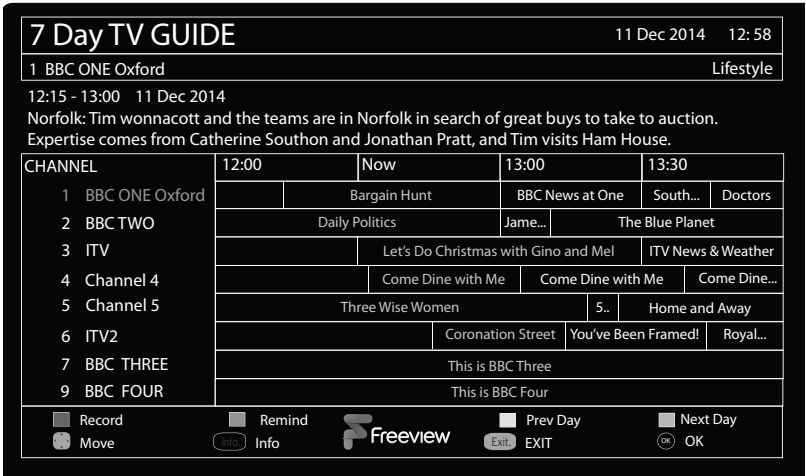 7 Day TV GUIDE 11 Dec 2014 12: 58
1 BBC ONE Oxford Lifestyle
12:15 - 13:00 11 Dec 2014
Norfolk: Tim wonnacott and the teams are in Norfolk in search of great buys to take to auction.
Expertise comes from Catherine Southon and Jonathan Pratt, and Tim visits Ham House.
CHANNEL 12:00 Now 13:00 13:30
1 BBC ONE Oxford Bargain Hunt BBC News at One South... Doctors
2 BBC TWO Daily Politics Jame... The Blue Planet
3 ITV Let's Do Christmas with Gino and Mel ITV News & Weather
4 Channel 4 Come Dine with Me Come Dine with Me Come Dine...
5 Channel 5 Three Wise Women 5.. Home and Away
6 ITV2 Coronation Street You've Been Framed! Royal...
7 BBC THREE This is BBC Three
9 BBC FOUR This is BBC Four
Record Remind Freeview Prev Day Next Day
Move Info. Info Exit. EXIT OK OK